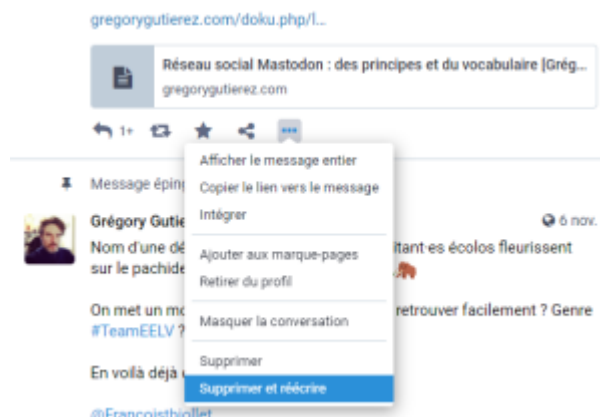 gregorygutierez.com/doku.php/l...
Réseau social Mastodon : des principes et du vocabulaire [Grég...
gregorygutierez.com
1+
Afficher le message entier
Message éping
Copier le lien vers le message
Intégrer
Grégory Gutie
6 nov.
Nom d'une dé
itant·es écolos fleurissent
Ajouter aux marque-pages
sur le pachide
Retirer du profil
On met un mo
retrouver facilement ? Genre
Masquer la conversation
#TeamEELV ?
Supprimer
En voilà déjà
Supprimer et réécrire
@Francoisthiollet